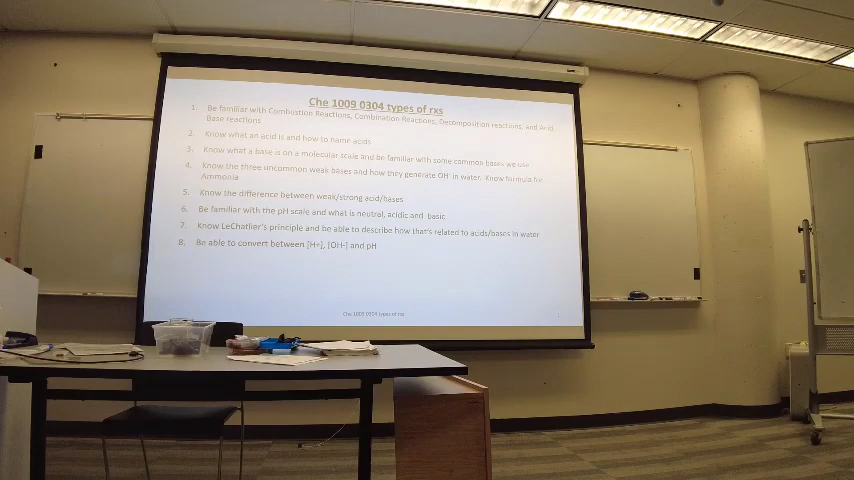 Che 1009 0304 types of rxs
1. Be familiar with Combustion Reactions, Combination Reactions, Decomposition reactions, and Acid
Base reactions
2. Know what an acid is and how to name acids
3. Know what a base is on a molecular scale and be familiar with some common bases we use
4. Know the three uncommon weak bases and how they generate OH- in water. Know formula for
Ammonia
5. Know the difference between weak/strong acid/bases
6. Be familiar with the pH scale and what is neutral, acidic and basic
7. Know LeChatlier's principle and be able to describe how that's related to acids/bases in water
8. Be able to convert between [H+], [OH-] and pH
Che 1009 0304 types of rxs
1